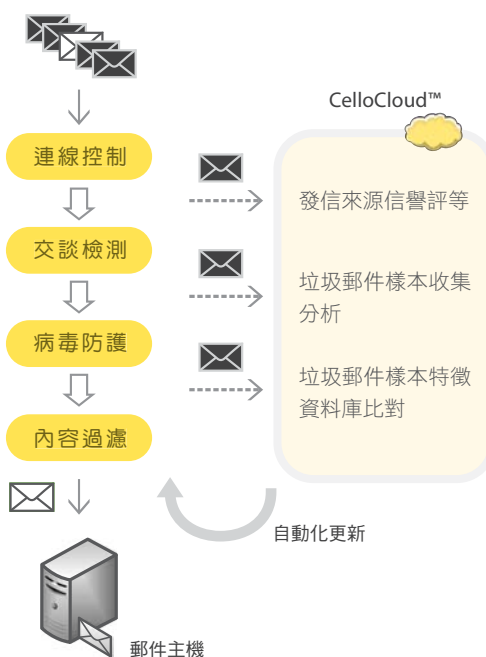 CelloCloud™
連線控制
發信來源信譽評等
交談檢測
垃圾郵件樣本收集
分析
病毒防護
垃圾郵件樣本特徵
資料庫比對
內容過濾
自動化更新
郵件主機